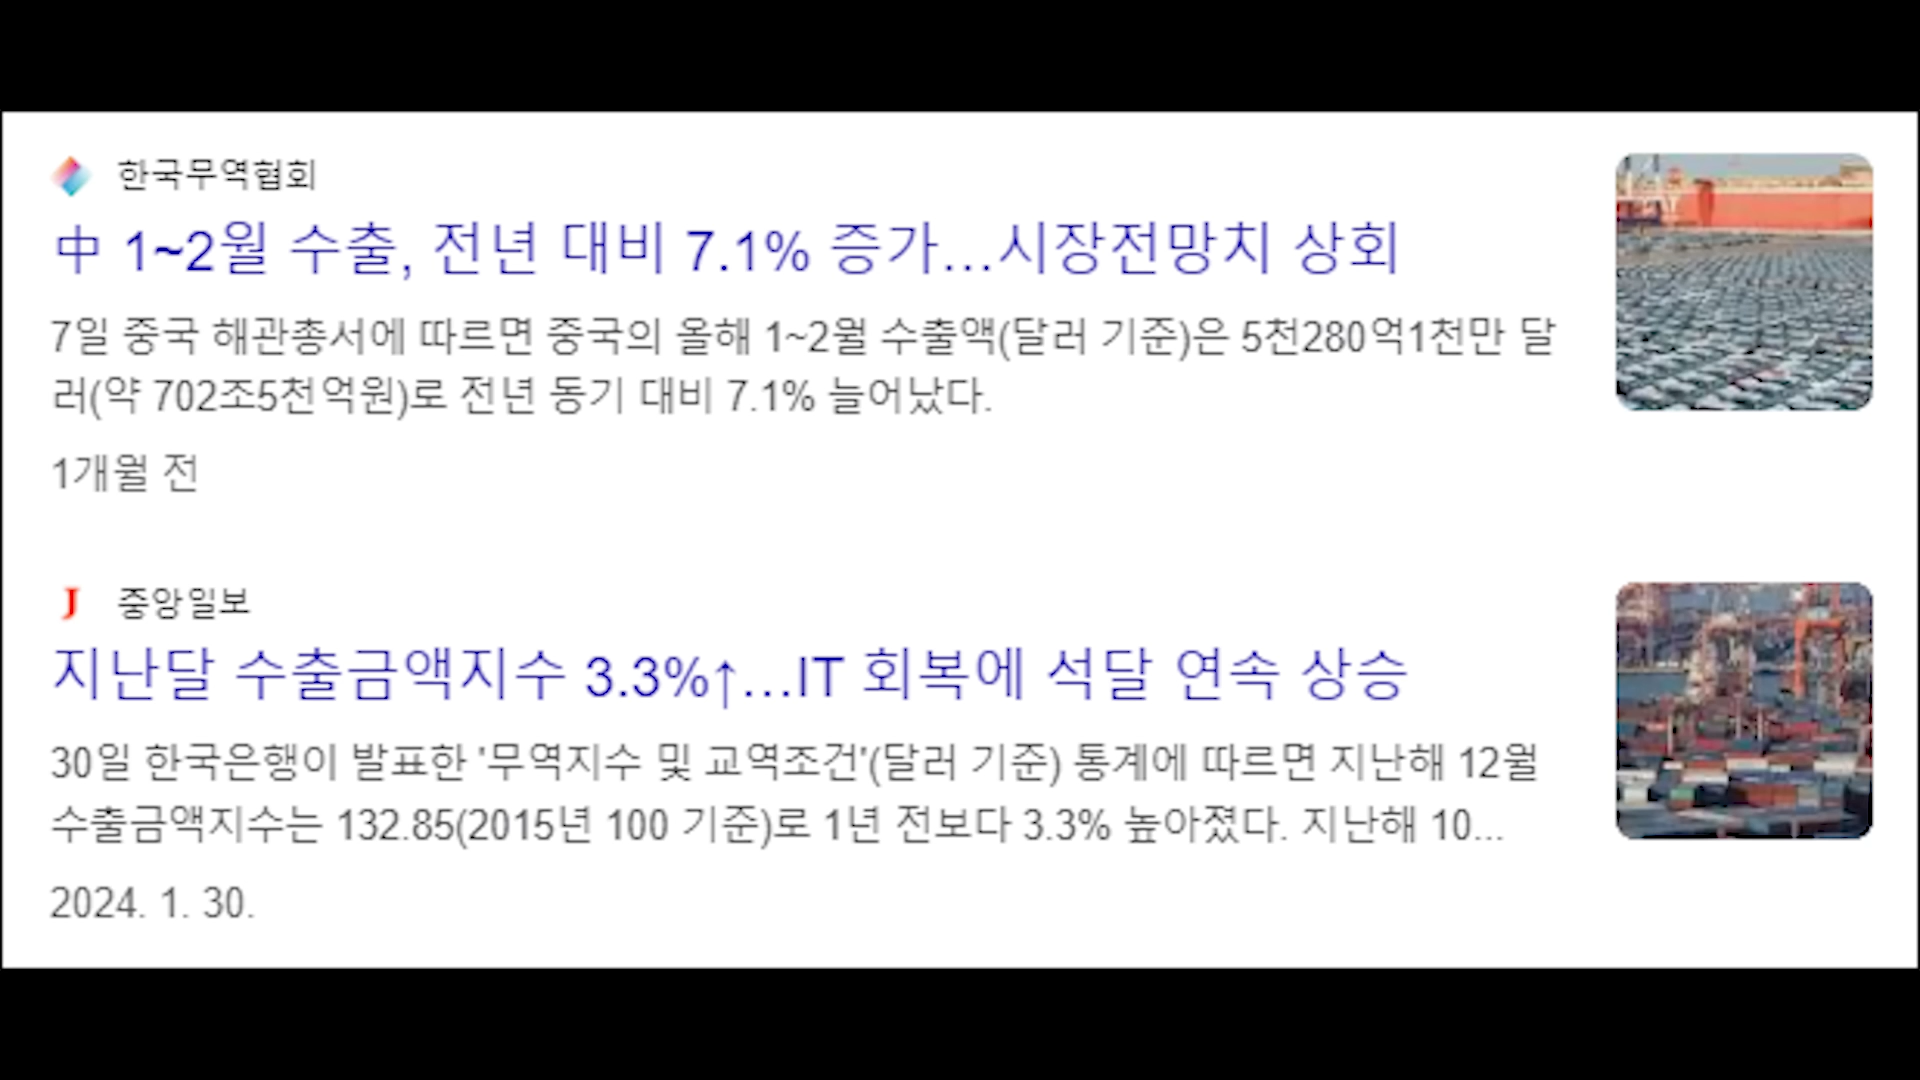 한국무역협회
中 1~2월 수출, 전년 대비 7.1% 증가...시장전망치 상회
7일 중국 해관총서에 따르면 중국의 올해 1~2월 수출액(달러 기준)은 5천280억1천만 달
러(약 702조5천억원)로 전년 동기 대비 7.1% 늘어났다.
1개월 전
J 중앙일보
지난달 수출금액지수 3.3%↑...IT 회복에 석달 연속 상승
30일 한국은행이 발표한 '무역지수 및 교역조건'(달러 기준) 통계에 따르면 지난해 12월
수출금액지수는 132.85(2015년 100 기준)로 1년 전보다 3.3% 높아졌다. 지난해 10...
2024. 1. 30.